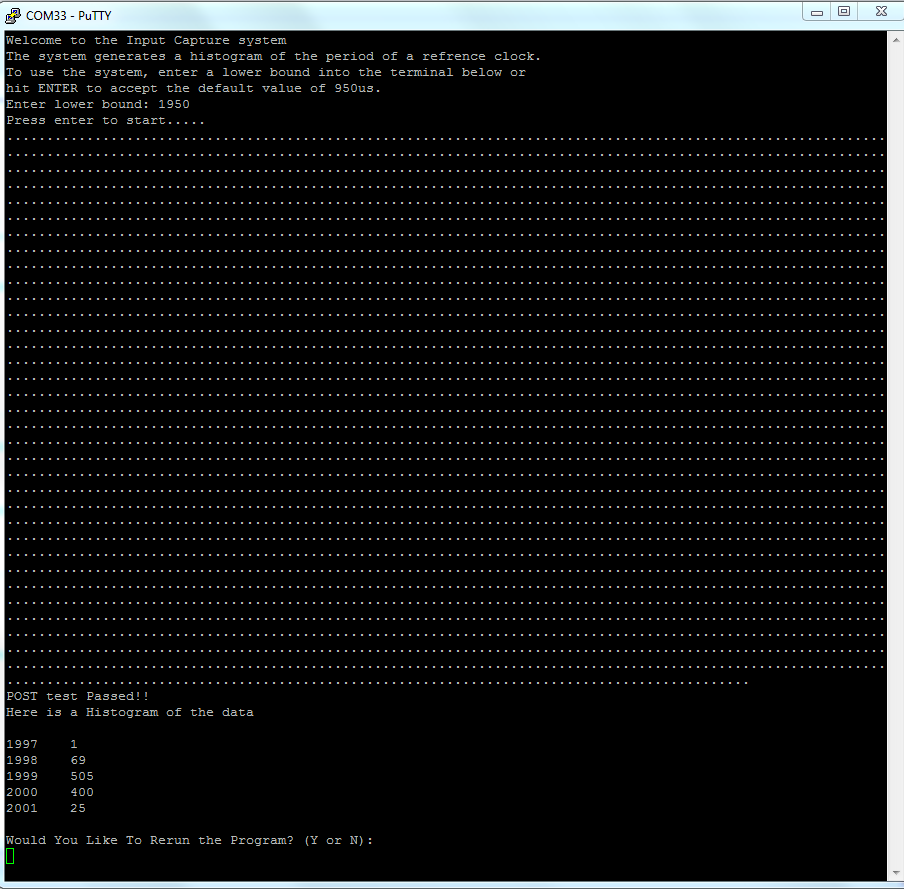 COM33 - PuTTY
Welcome to the Input Capture system
The system generates a histogram of the period of a refrence clock.
To use the system, enter a lower bound into the terminal below or
hit ENTER to accept the default value of 950us.
Enter lower bound: 1950
Press enter to start.....
POST test Passed!!
Here is a Histogram of the data
1997    1
1998    69
1999    505
2000    400
2001    25
Would You Like To Rerun the Program? (Y or N):